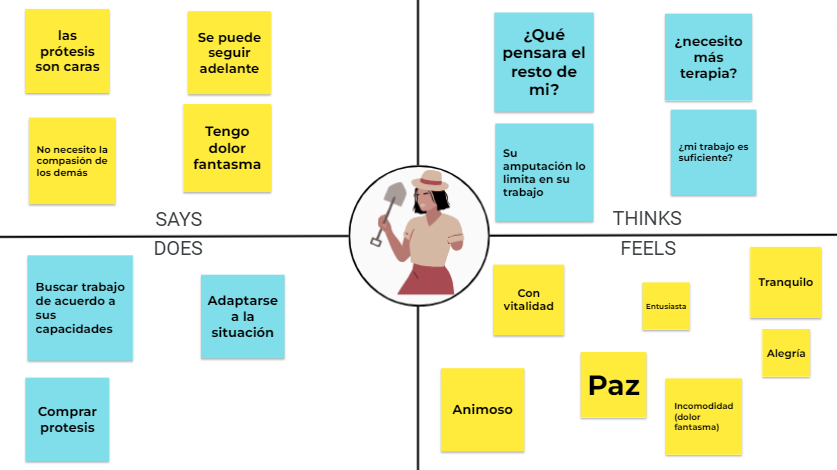 las
prótesis
son caras
Se puede
seguir
adelante
No necesito la
compasión de
los demás
Tengo
dolor
fantasma
SAYS
¿Qué
pensara el
resto de
mi?
¿necesito
más
terapia?
Su
amputación lo
limita en su
trabajo
¿mi trabajo es
suficiente?
THINKS
DOES
Buscar trabajo
de acuerdo a
sus
capacidades
Adaptarse
a la
situación
Comprar
protesis
FEELS
Con
vitalidad
Entusiasta
Tranquilo
Alegría
Animoso
Paz
Incomodidad
(dolor
fantasma)